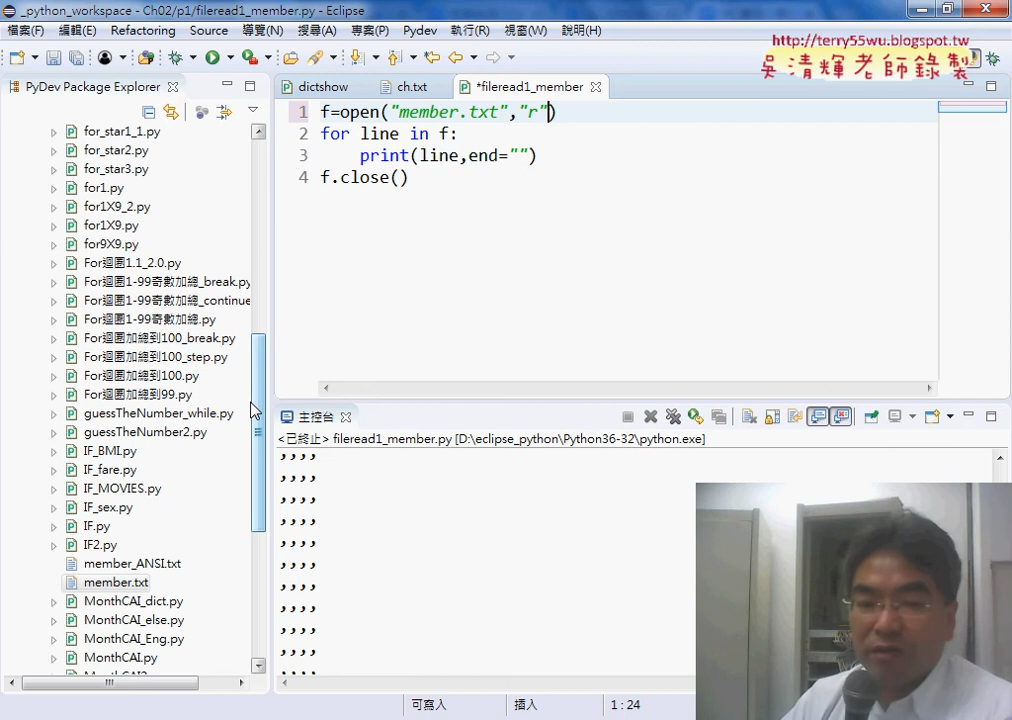 _python_workspace - Ch02/p1/fileread1_member.py - Eclipse
檔案(F) 編輯(E) Refactoring Source 導覽(N) 搜尋(A) 專案(P) Pydev 執行(R) 視窗(W) 說明(H)
http://terry55wu.blogspot.tw
吳清輝老師錄製
PyDev Package Explorer
dictshow
ch.txt
*fileread1_member
for_star1_1.py
for_star2.py
for_star3.py
for1.py
for1X9_2.py
for1X9.py
for9X9.py
For迴圈1.1_2.0.py
For迴圈1-99奇數加總_break.py
For迴圈1-99奇數加總_continue
For迴圈1-99奇數加總.py
For迴圈加總到100_break.py
For迴圈加總到100_step.py
For迴圈加總到100.py
For迴圈加總到99.py
guessTheNumber_while.py
guessTheNumber2.py
IF_BMI.py
IF_fare.py
IF_MOVIES.py
IF_sex.py
IF.py
IF2.py
member_ANSI.txt
member.txt
MonthCAI_dict.py
MonthCAI_else.py
MonthCAI_Eng.py
MonthCAI.py
1 f=open("member.txt","r")
2 for line in f:
3 print(line,end="")
4 f.close()
主控台
<已終止> fileread1_member.py [D:\eclipse_python\Python36-32\python.exe]
,,,,
,,,,
,,,,
,,,,
,,,,
,,,,
,,,,
,,,,
,,,,
,,,,
,,,,
可寫入 插入 1:24